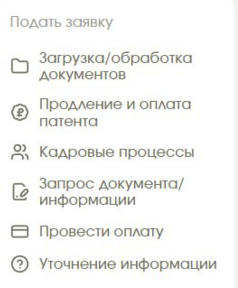 Подать заявку
Загрузка/обработка
документов
Продление и оплата
патента
Кадровые процессы
Запрос документа/
информации
Провести оплату
Уточнение информации